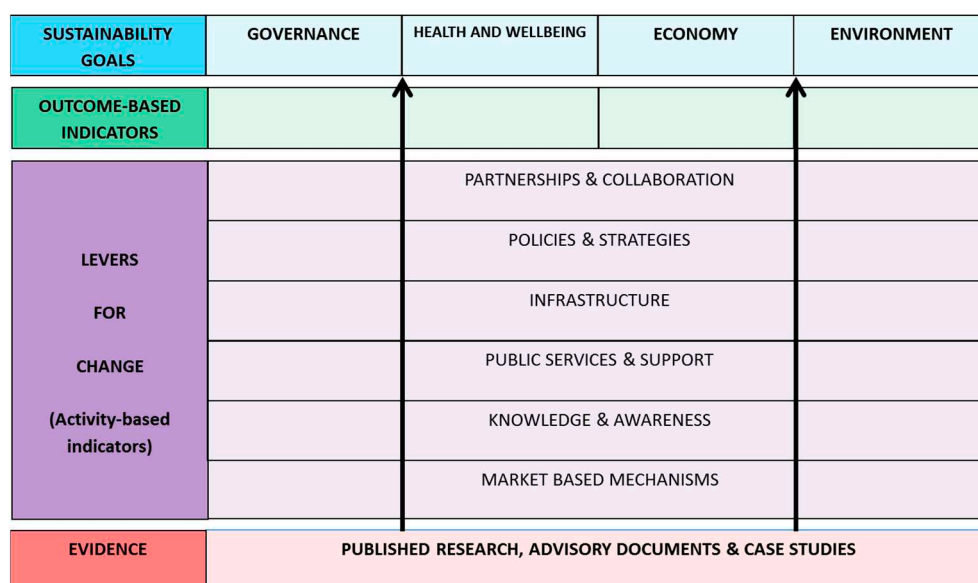 SUSTAINABILITY
GOALS
GOVERNANCE
HEALTH AND WELLBEING
ECONOMY
ENVIRONMENT
OUTCOME-BASED
INDICATORS
LEVERS
FOR
CHANGE
(Activity-based
indicators)
PARTNERSHIPS & COLLABORATION
POLICIES & STRATEGIES
INFRASTRUCTURE
PUBLIC SERVICES & SUPPORT
KNOWLEDGE & AWARENESS
MARKET BASED MECHANISMS
EVIDENCE
PUBLISHED RESEARCH, ADVISORY DOCUMENTS & CASE STUDIES